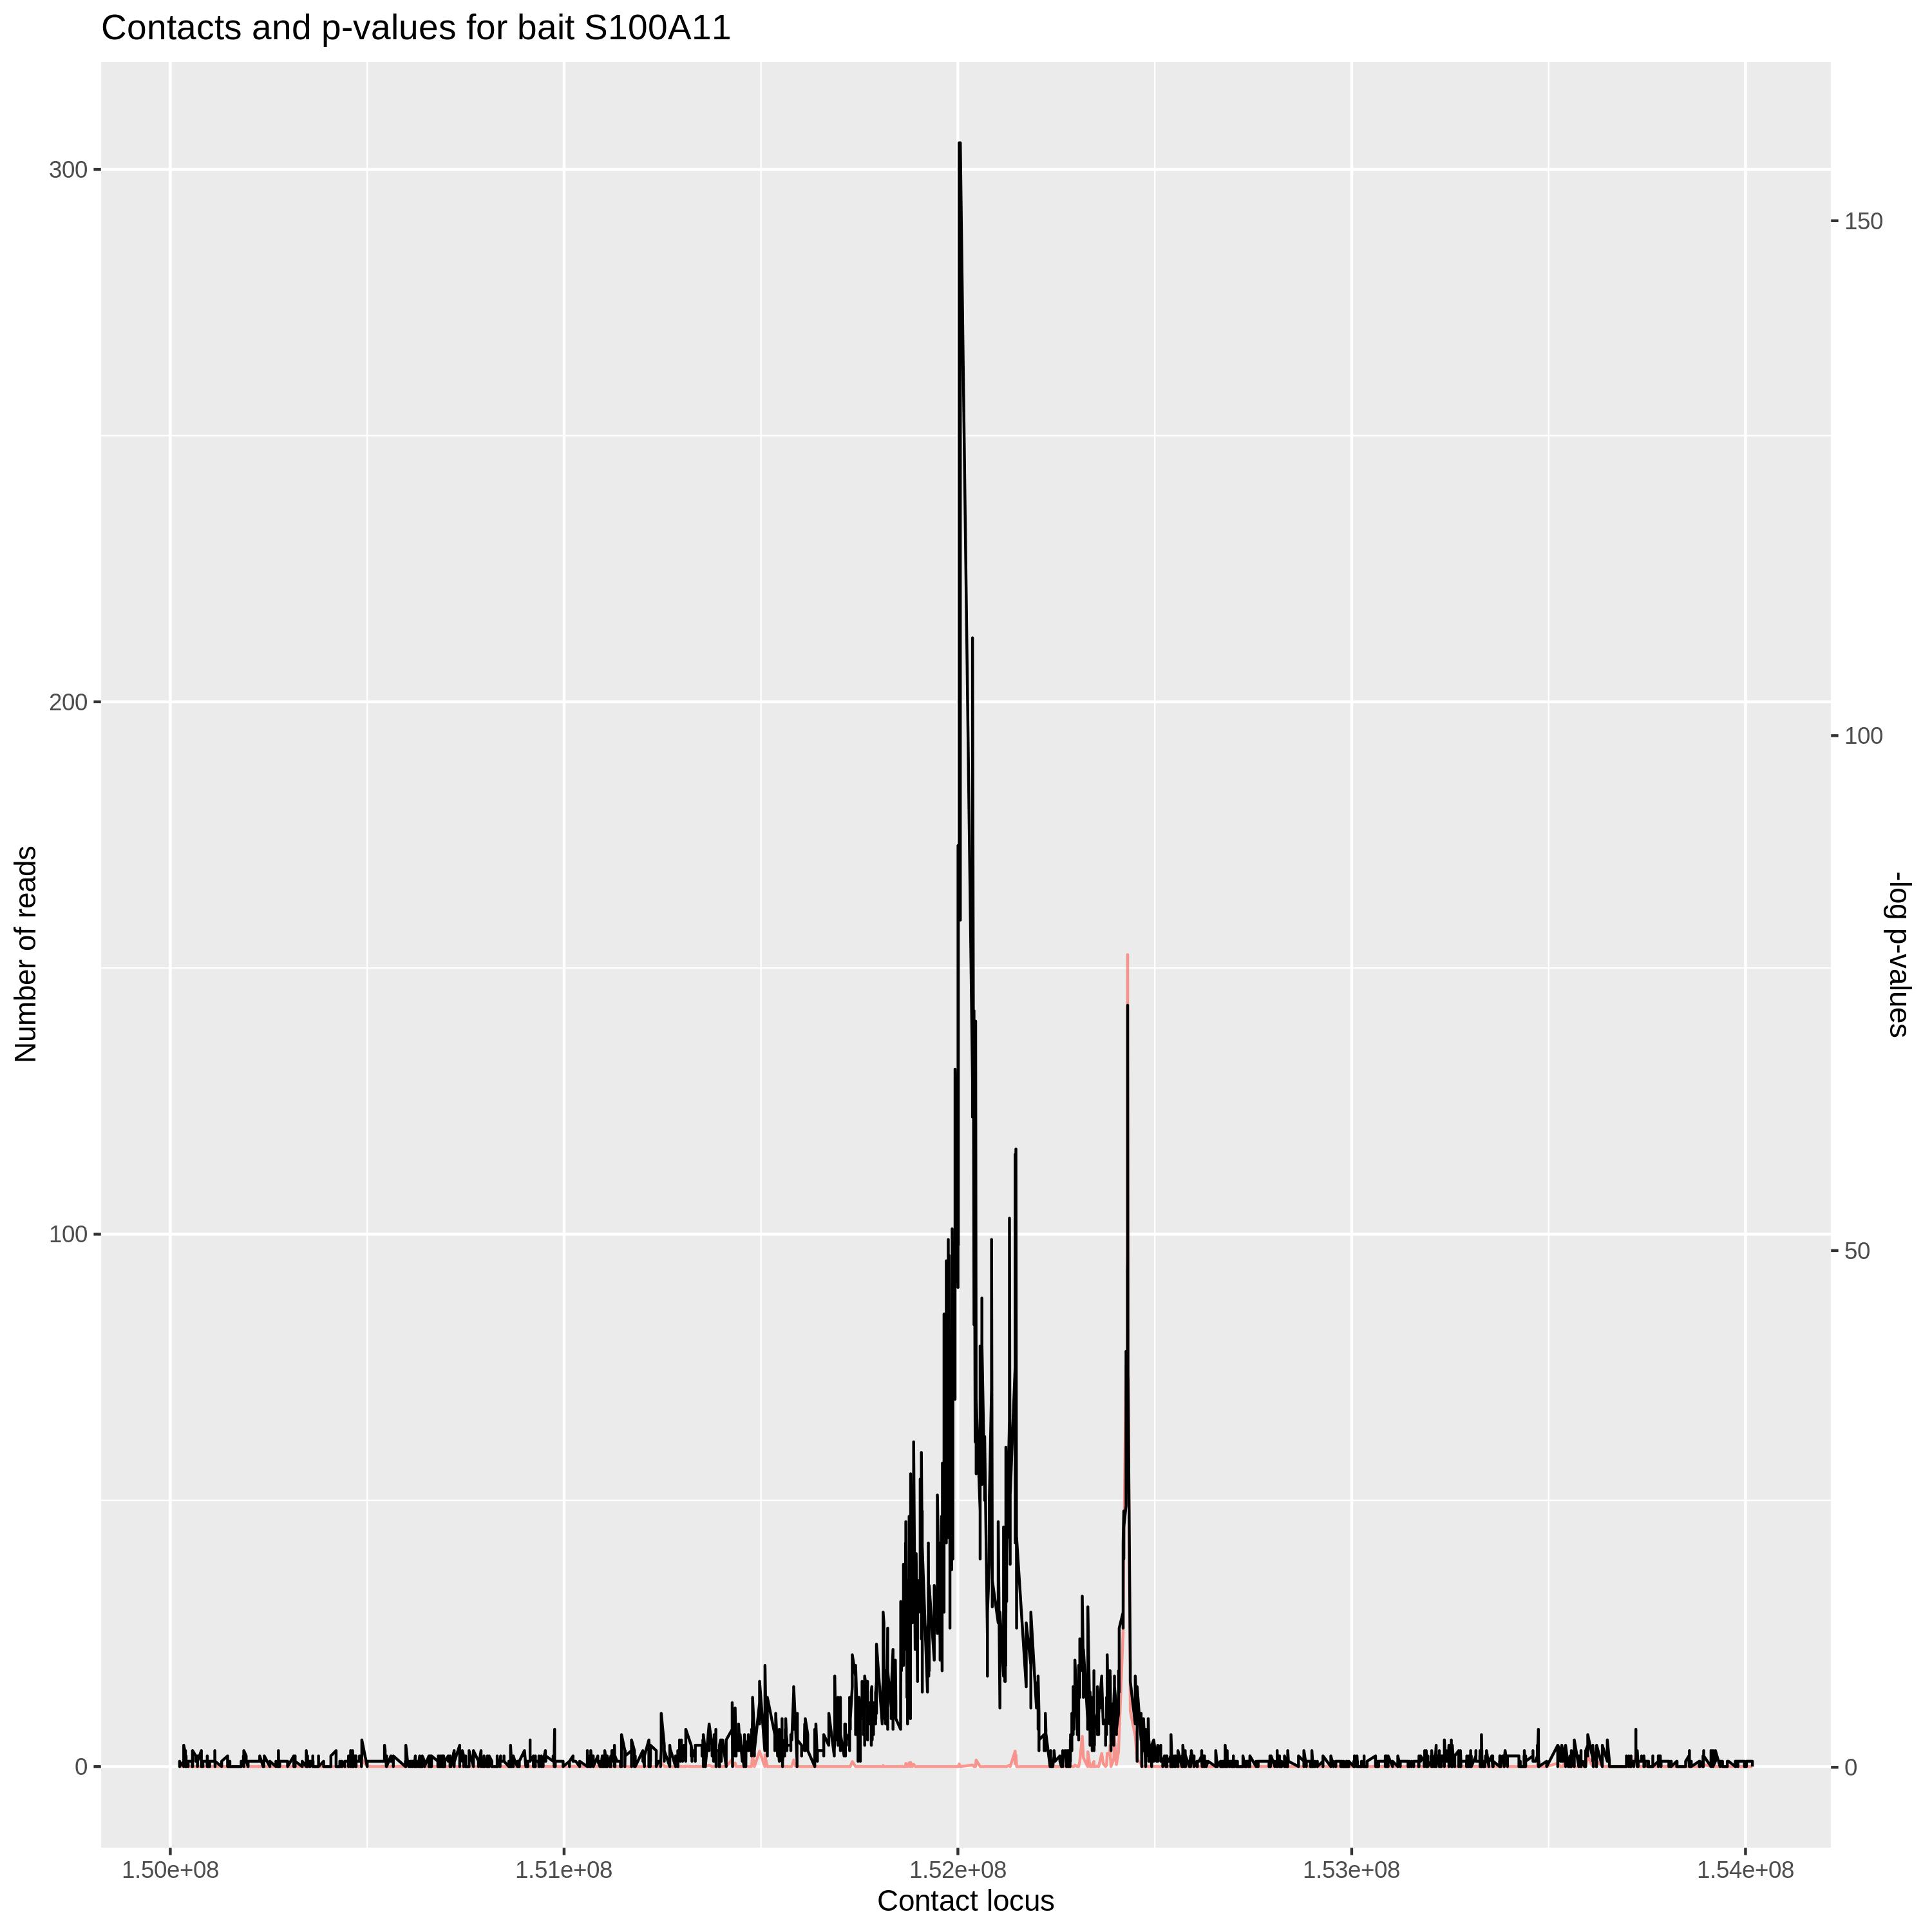 Contacts and p-values for bait S100A11
300
200
100
0
Number of reads
150
100
50
0
-log p-values
1.50e+08 1.51e+08 1.52e+08 1.53e+08 1.54e+08
Contact locus